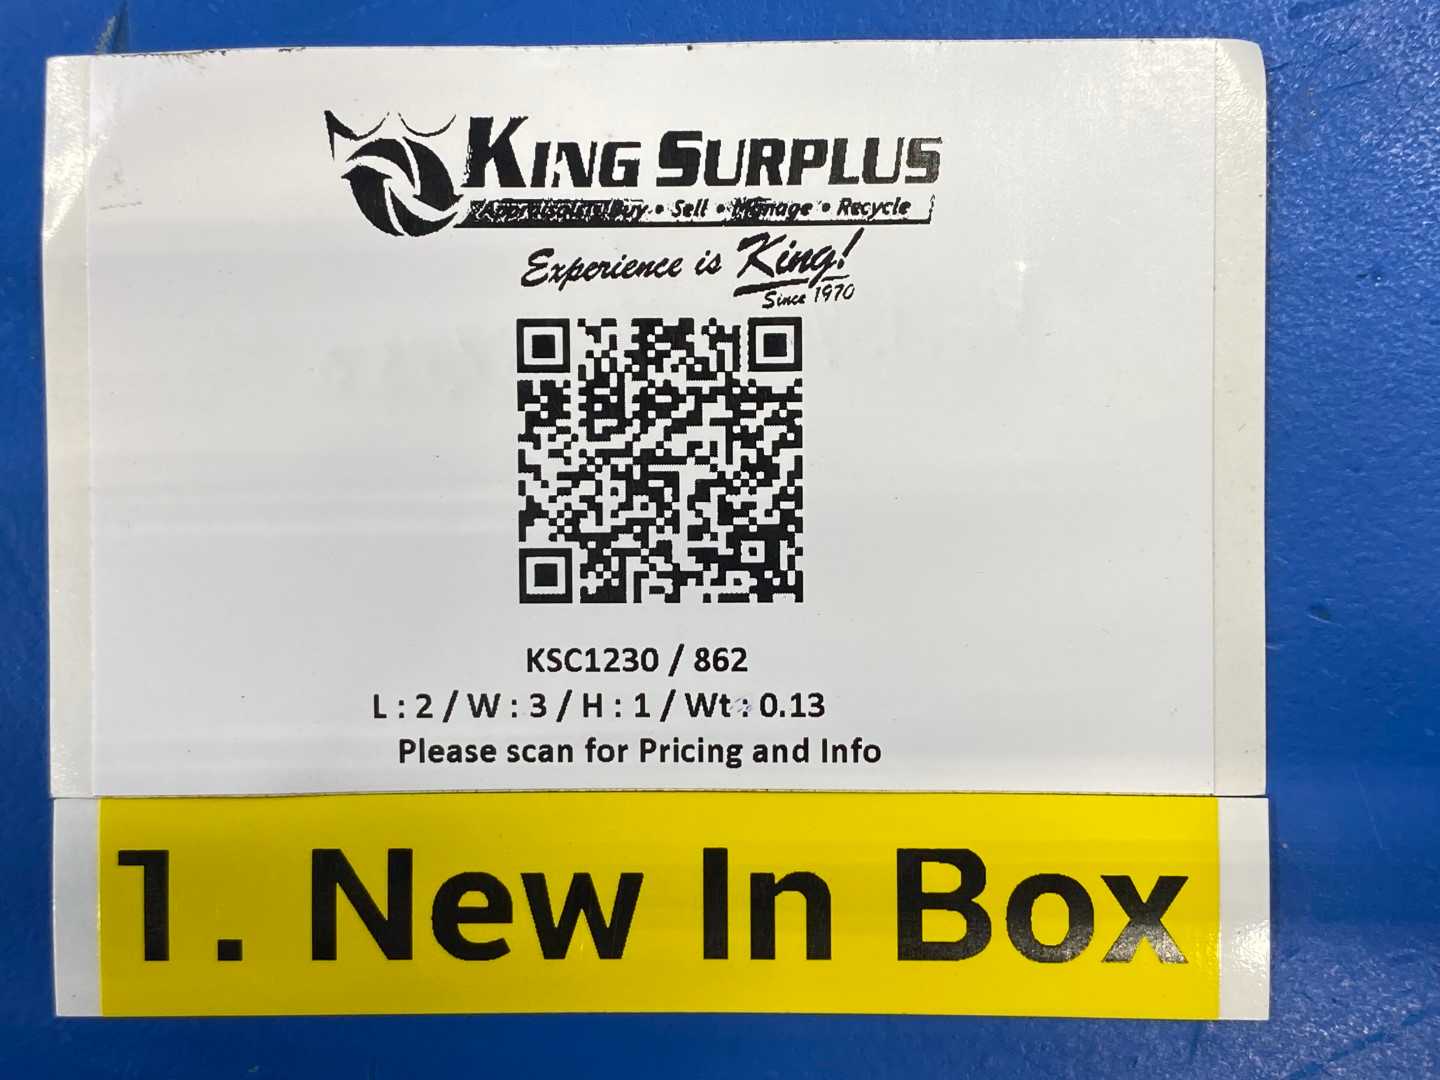 KING SURPLUS
Appraisal • Buy • Sell • Manage • Recycle
Experience is King!
Since 1970
KSC1230 / 862
L : 2 / W : 3 / H : 1 / Wt : 0.13
Please scan for Pricing and Info
1. New In Box